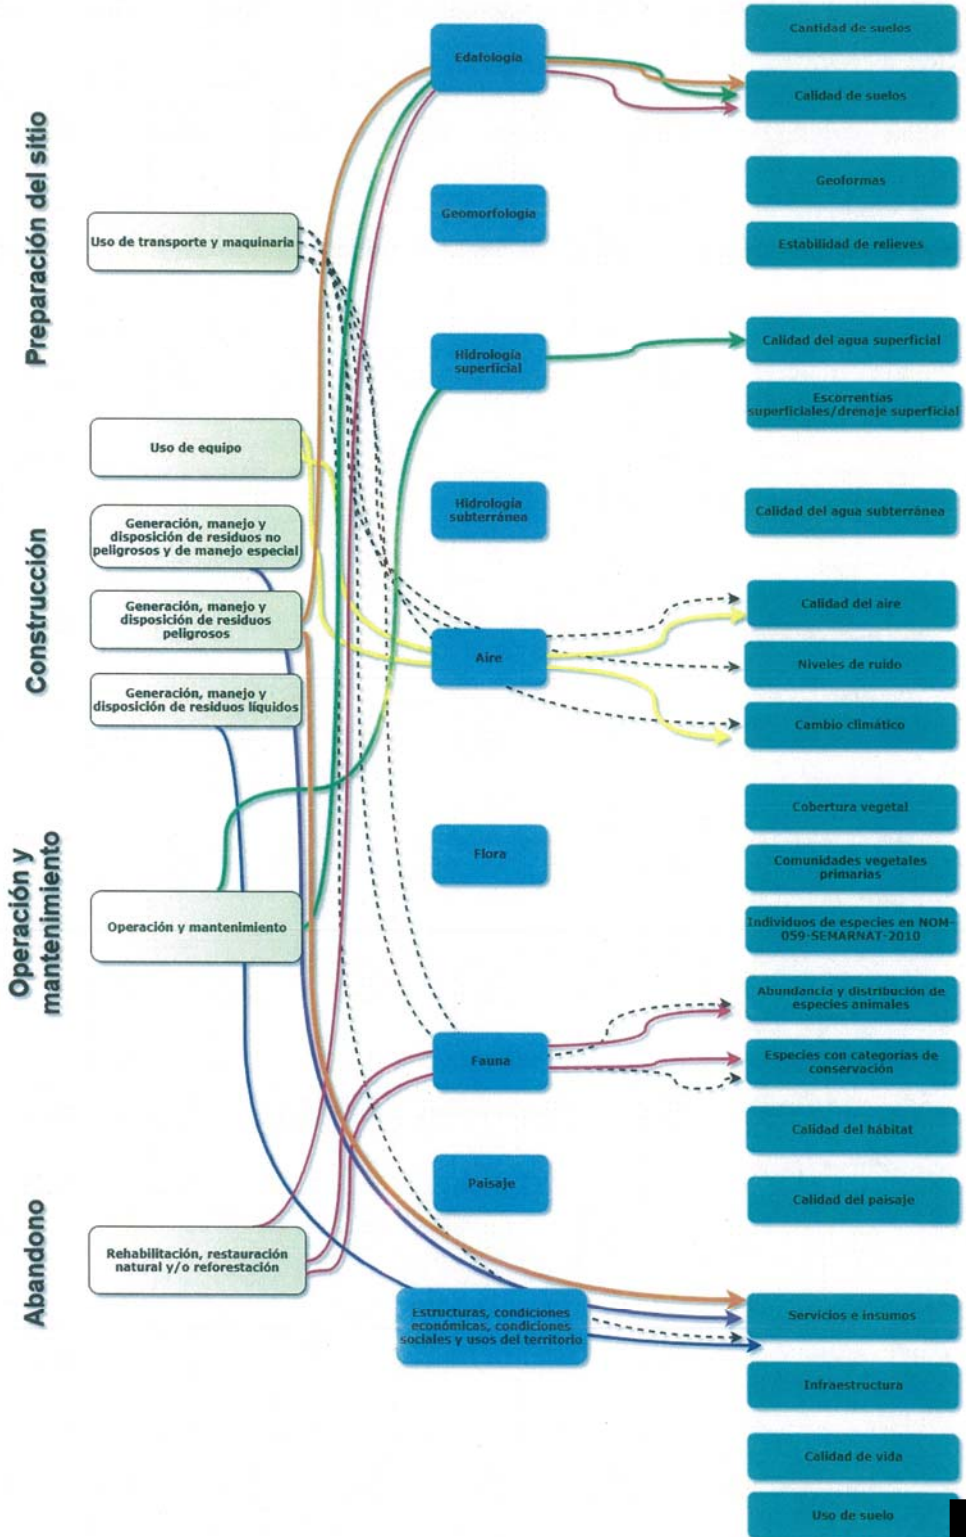 Preparación del sitio
Construcción
Operación y
mantenimiento
Abandono
Uso de transporte y maquinaria
Uso de equipo
Generación, manejo y
disposición de residuos no
peligrosos y de manejo especial
Generación, manejo y
disposición de residuos
peligrosos
Generación, manejo y
disposición de residuos líquidos
Operación y mantenimiento
Rehabilitación, restauración
natural y/o reforestación
Edafología
Geomorfología
Hidrología
superficial
Hidrología
subterránea
Aire
Flora
Fauna
Paisaje
Estructuras, condiciones
económicas, condiciones
sociales y usos del territorio
Cantidad de suelos
Calidad de suelos
Geoformas
Estabilidad de relieves
Calidad del agua superficial
Escorrentías
superficiales/drenaje superficial
Calidad del agua subterránea
Calidad del aire
Niveles de ruido
Cambio climático
Cobertura vegetal
Comunidades vegetales
primarias
Individuos de especies en NOM-
059-SEMARNAT-2010
Abundancia y distribución de
especies animales
Especies con categorías de
conservación
Calidad del hábitat
Calidad del paisaje
Servicios e insumos
Infraestructura
Calidad de vida
Uso de suelo